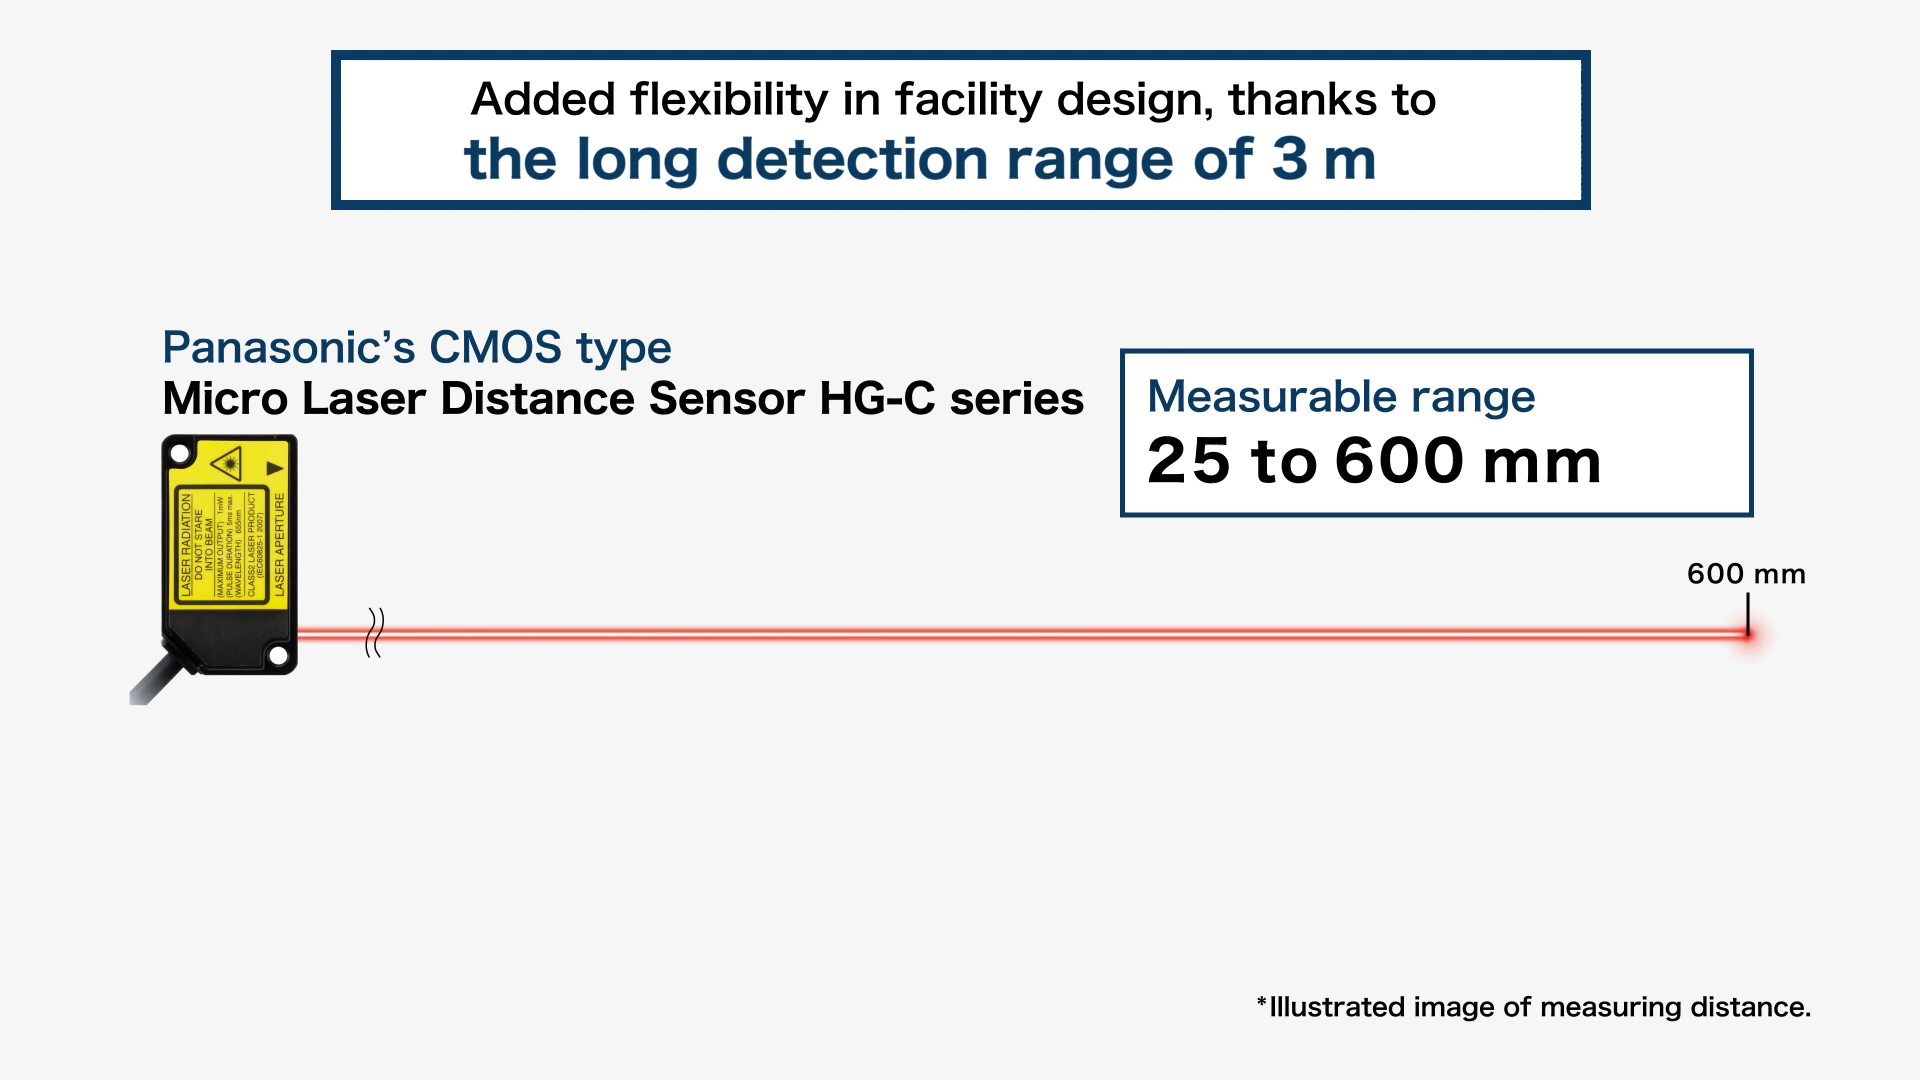 Added flexibility in facility design, thanks to
the long detection range of 3 m
Panasonic’s CMOS type
Micro Laser Distance Sensor HG-C series
Measurable range
25 to 600 mm
LASER RADIATION
DO NOT STARE
INTO BEAM
(MAXIMUM OUTPUT) 1mW
(PULSE DURATION) 5ms max.
(WAVELENGTH) 655nm
CLASS2 LASER PRODUCT
(IEC60825-1 2007)
LASER APERTURE
600 mm
*Illustrated image of measuring distance.